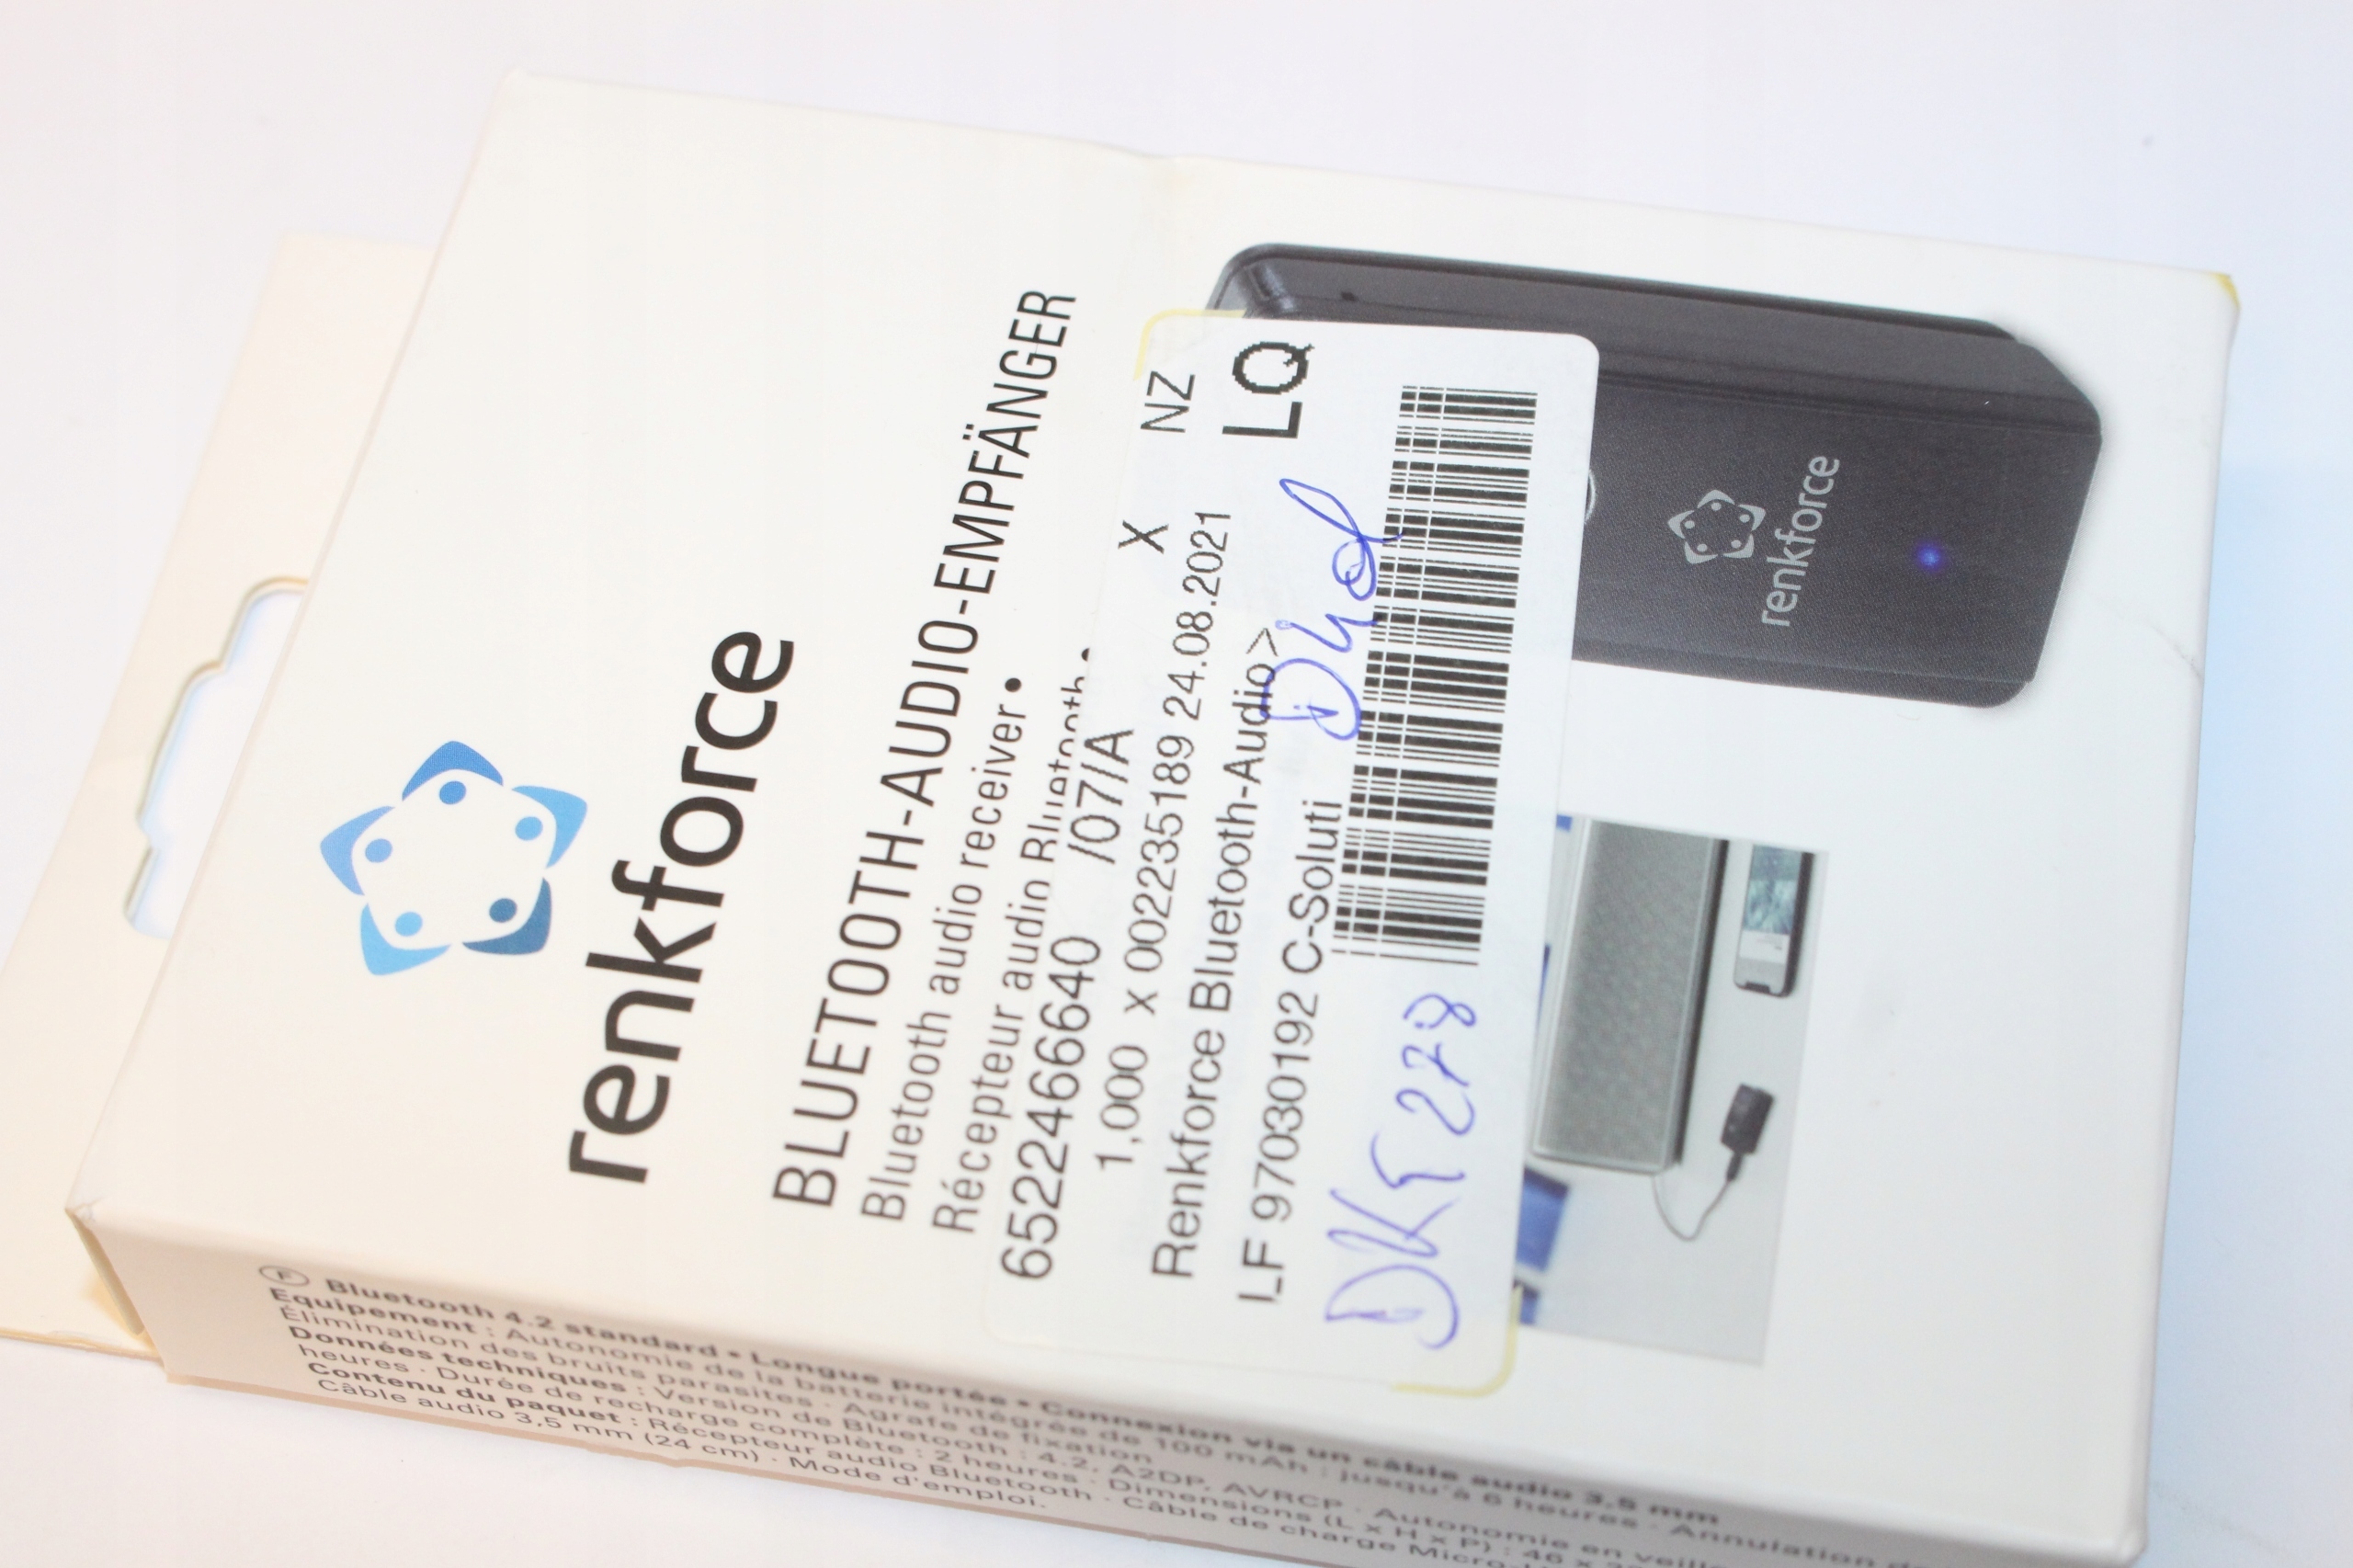 renkforce
BLUETOOTH-AUDIO-EMPFÄNGER
Bluetooth audio receiver •
Récepteur audio Bluetooth •
652246640 /07/A X NZ
1,000 x 002235189 24.08.2021 LQ
Renkforce Bluetooth-Audio>
LF 97030192 C-Soluti
DKT 278
renkforce
F Bluetooth 4.2 standard • Longue portée • Connexion via un câble audio 3,5 mm
Équipement : Autonomie de la batterie intégrée de 100 mAh : jusqu'à 6 heures · Annulation de
Élimination des bruits parasites · Agrafe de fixation
Données techniques : Version de Bluetooth : 4.2, A2DP, AVRCP · Autonomie en veille
heures · Durée de recharge complète : 2 heures · Dimensions (L x H x P) : 46 x
Contenu du paquet : Récepteur audio Bluetooth · Câble de charge Micro-
Câble audio 3,5 mm (24 cm) · Mode d'emploi.